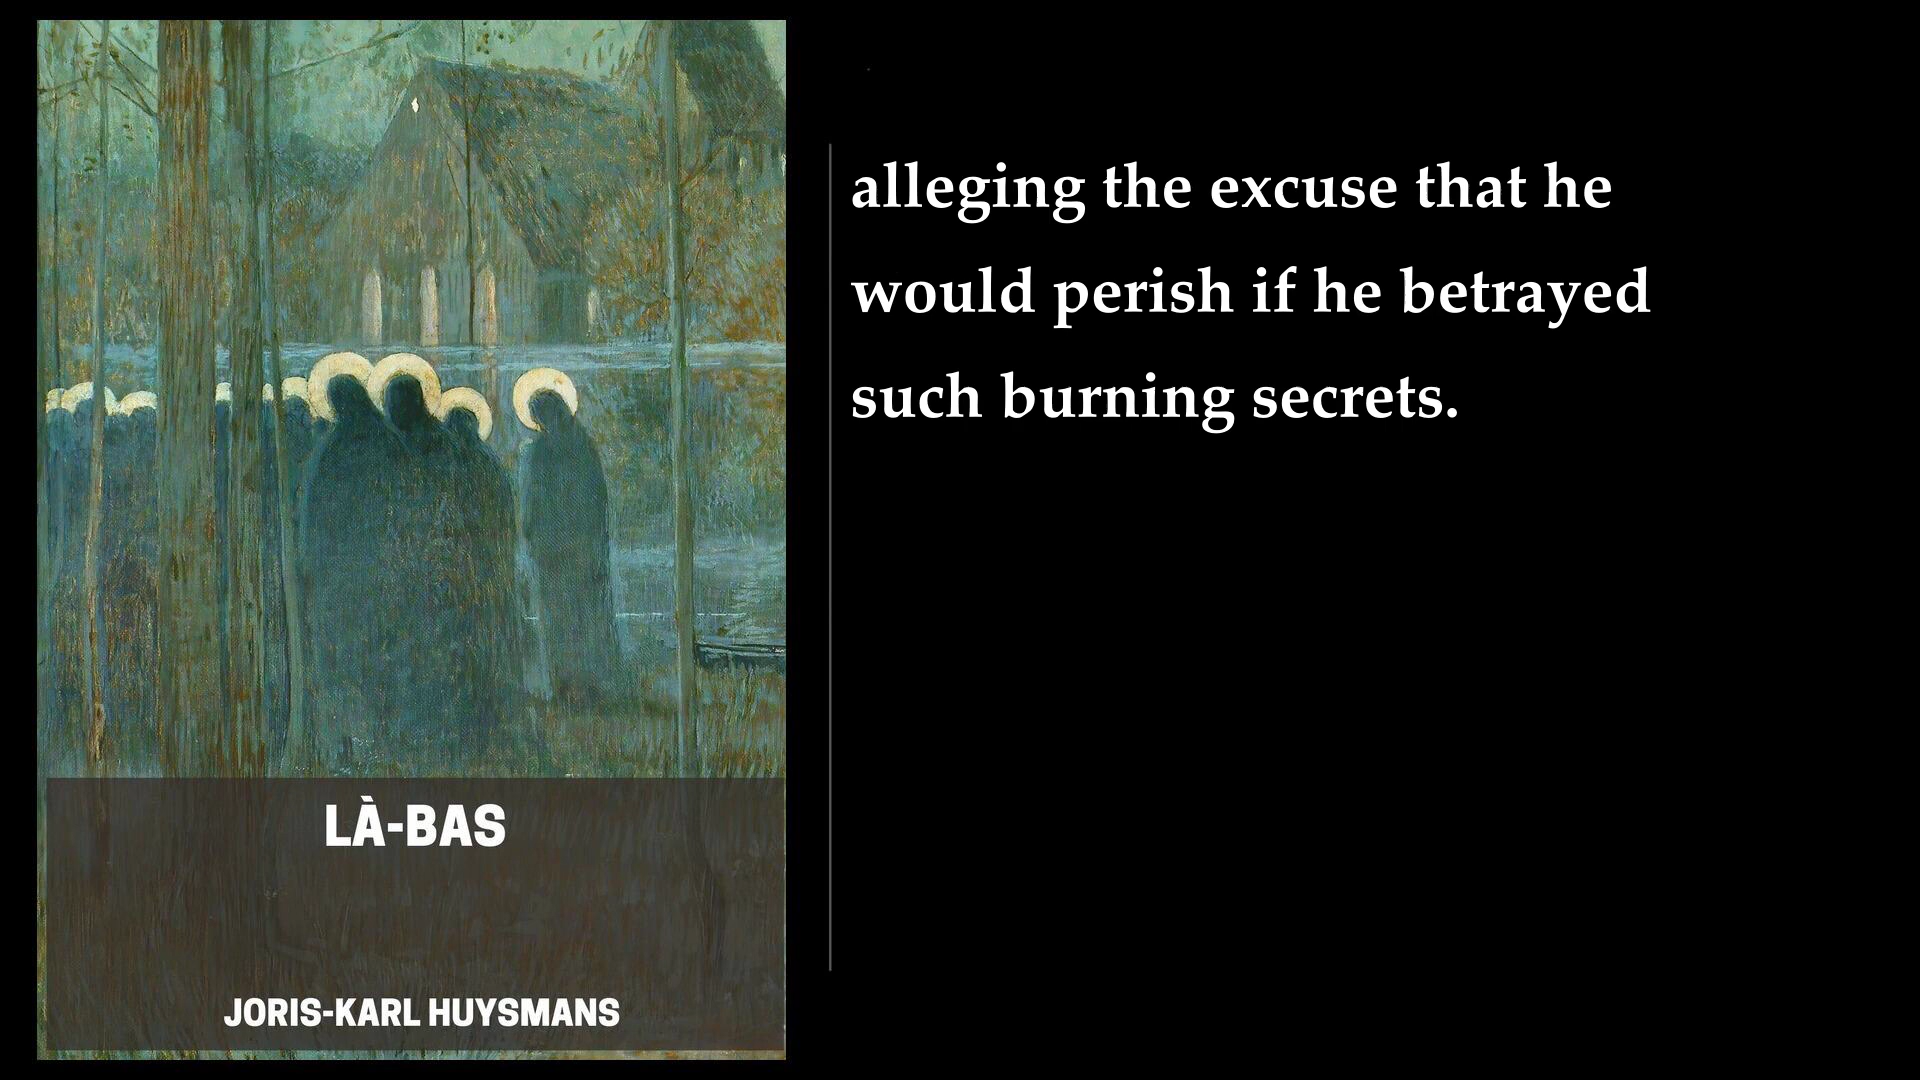 LÀ-BAS
JORIS-KARL HUYSMANS
alleging the excuse that he
would perish if he betrayed
such burning secrets.